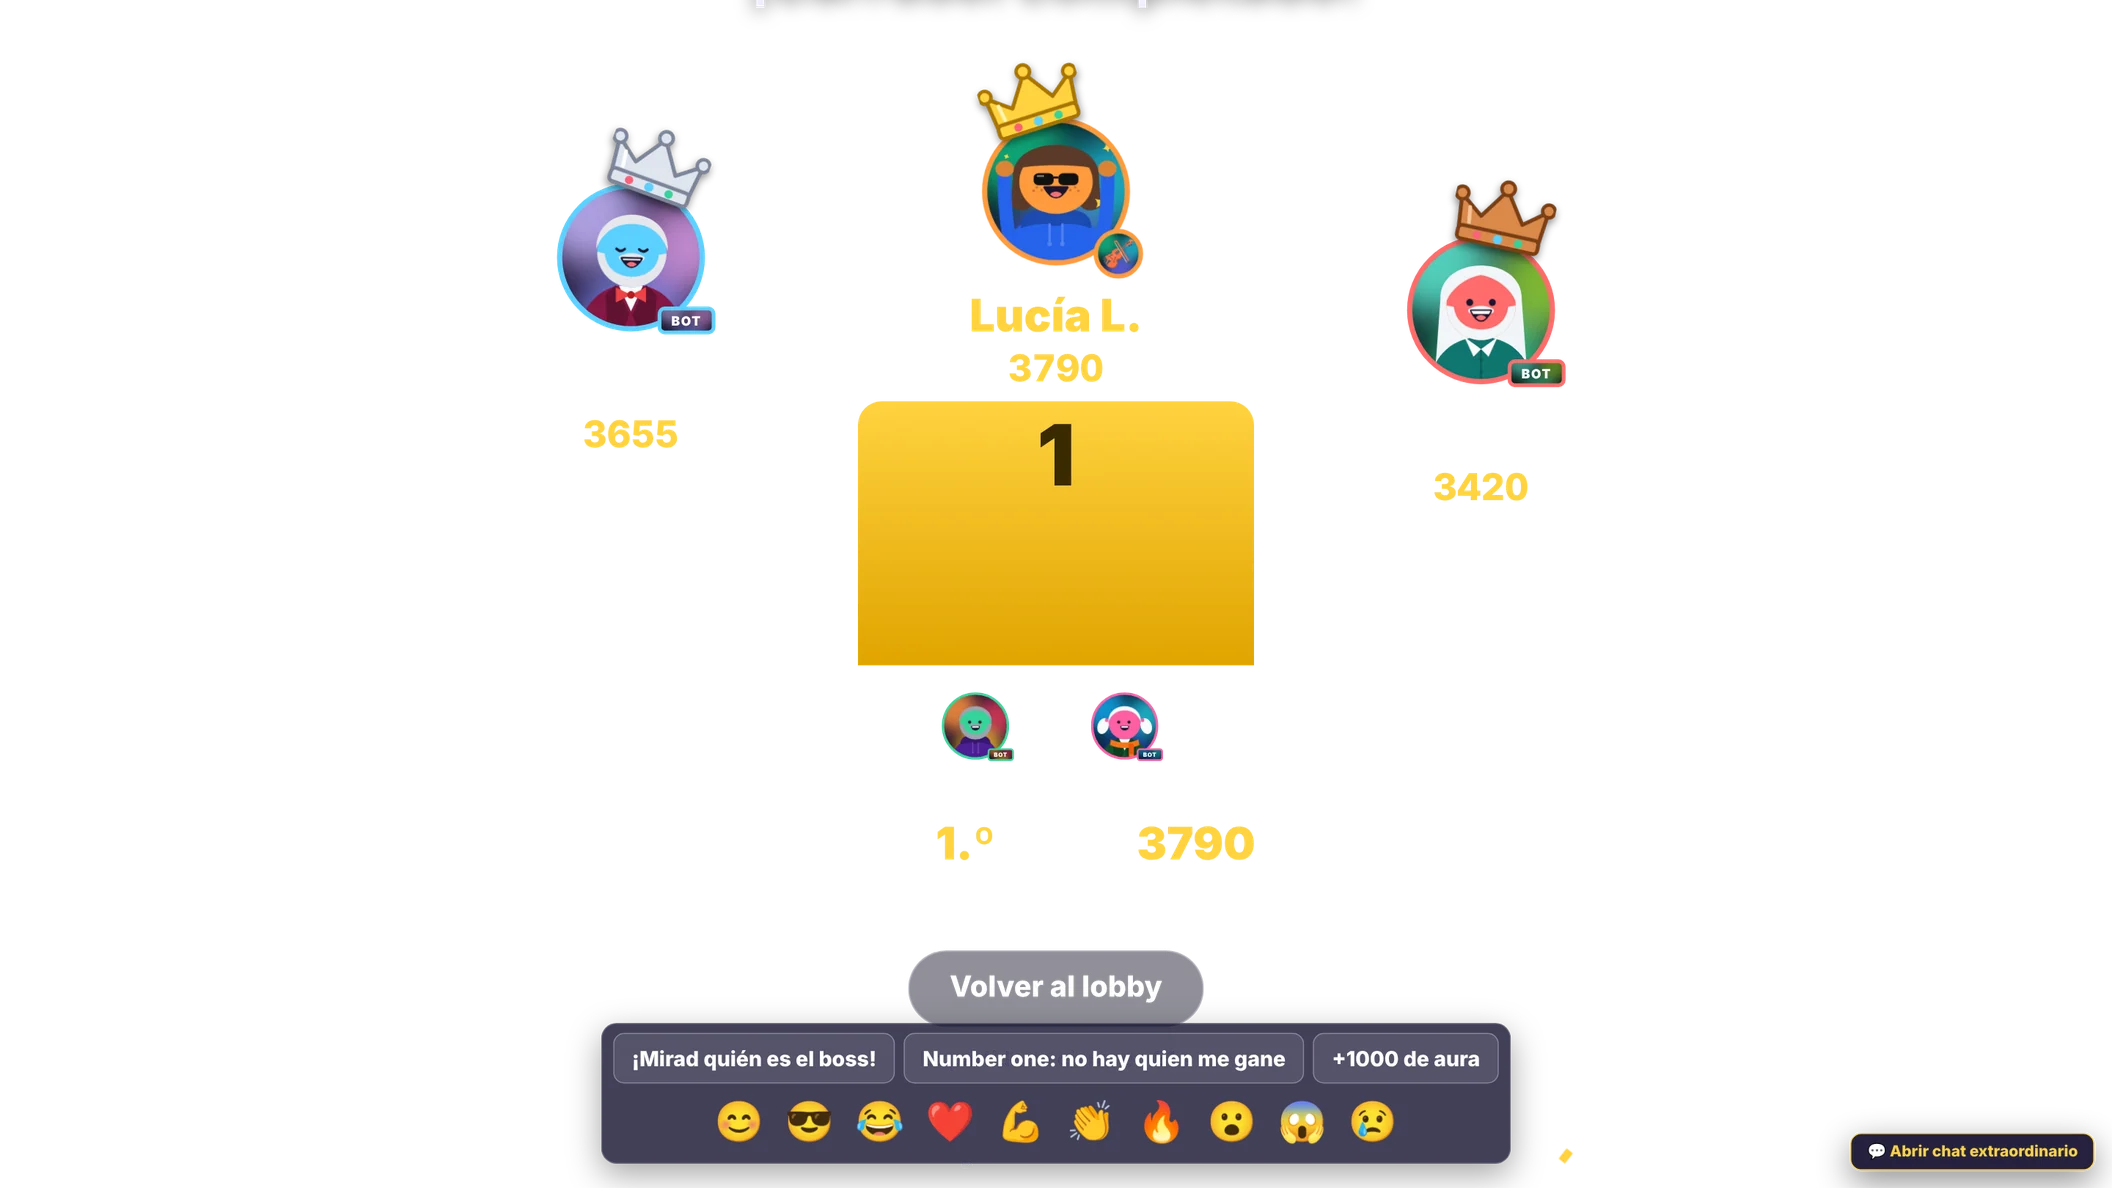 BOT
Lucía L.
3790
BOT
3655
1
3420
BOT
BOT
1.º
3790
Volver al lobby
¡Mirad quién es el boss!
Number one: no hay quien me gane
+1000 de aura
💬 Abrir chat extraordinario